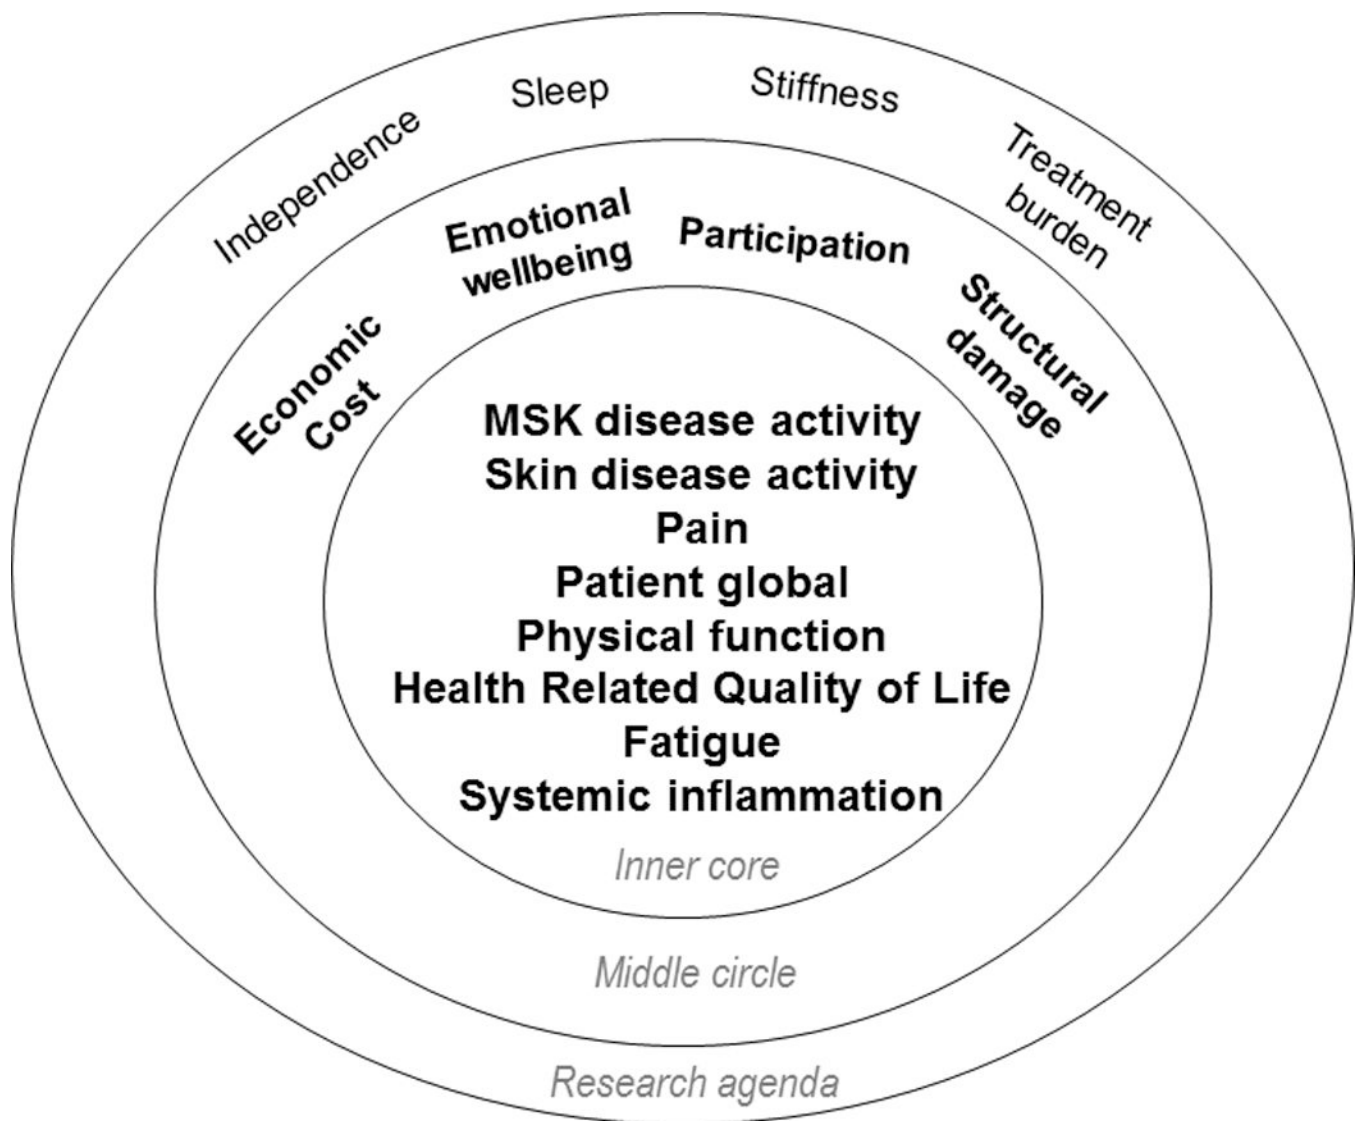 Independence
Sleep
Stiffness
Treatment
burden
Economic
Cost
Emotional
wellbeing
Participation
Structural
damage
MSK disease activity
Skin disease activity
Pain
Patient global
Physical function
Health Related Quality of Life
Fatigue
Systemic inflammation
Inner core
Middle circle
Research agenda